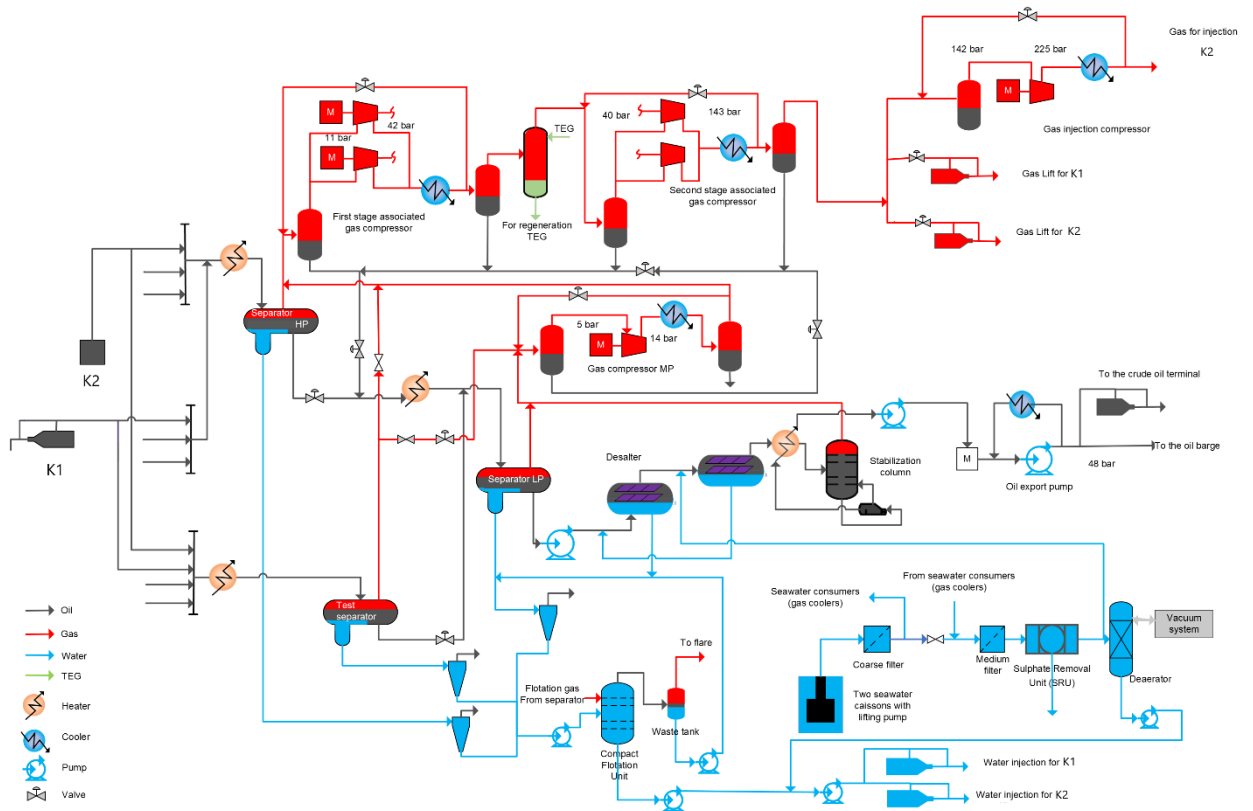 Gas for injection
K2
142 bar
225 bar
M
Gas injection compressor
143 bar
40 bar
M
42 bar
11 bar
M
TEG
Gas Lift for K1
Second stage associated
gas compressor
First stage associated
gas compressor
For regeneration
TEG
Gas Lift for K2
Separator
HP
5 bar
14 bar
M
Gas compressor MP
K2
To the crude oil terminal
K1
To the oil barge
M
48 bar
Oil export pump
Desalter
Stabilization
column
Separator LP
From seawater consumers
(gas coolers)
Seawater consumers
(gas coolers)
Test
separator
Vacuum
system
Oil
Gas
Water
TEG
Heater
Cooler
Pump
Valve
To flare
Coarse filter
Medium
filter
Sulphate Removal
Unit (SRU)
Deaerator
Flotation gas
From separator
Two seawater
caissons with
lifting pump
Waste tank
Compact
Flotation
Unit
Water injection for K1
Water injection for K2